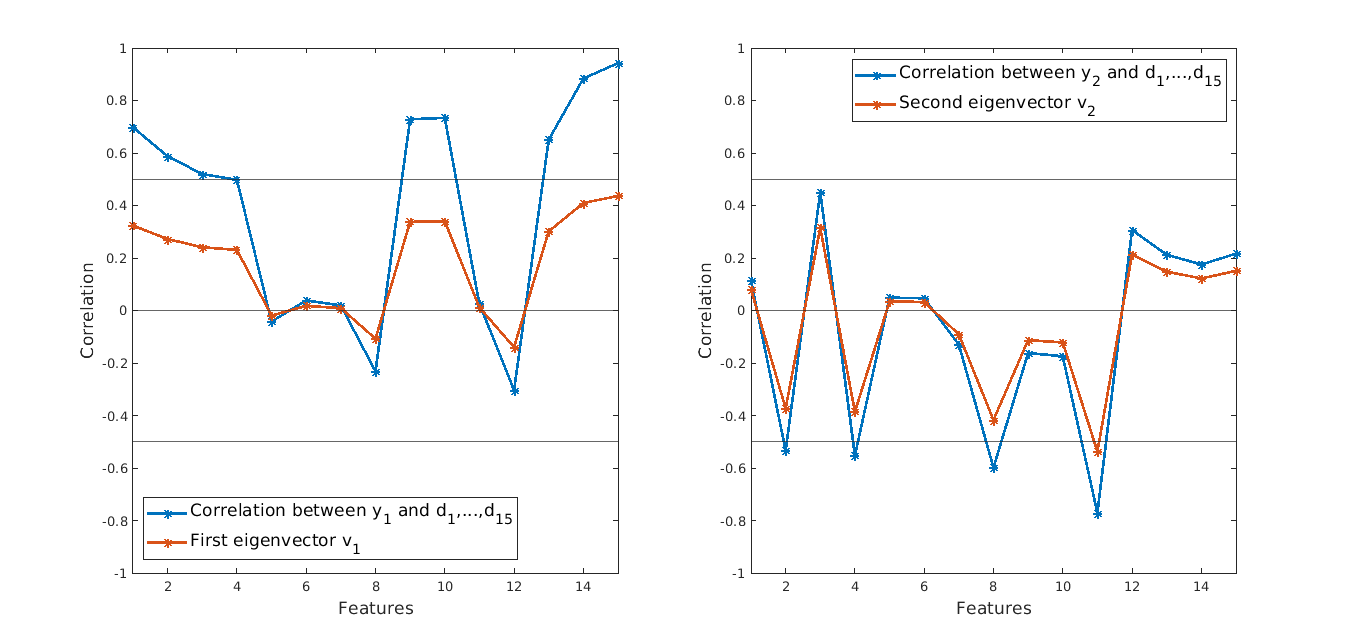 1
0.8
0.6
0.4
0.2
0
-0.2
-0.4
-0.6
-0.8
-1
Correlation
Correlation between y1 and d1,...,d15
First eigenvector v1
2 4 6 8 10 12 14
Features
1
0.8
0.6
0.4
0.2
0
-0.2
-0.4
-0.6
-0.8
-1
Correlation
Correlation between y2 and d1,...,d15
Second eigenvector v2
2 4 6 8 10 12 14
Features